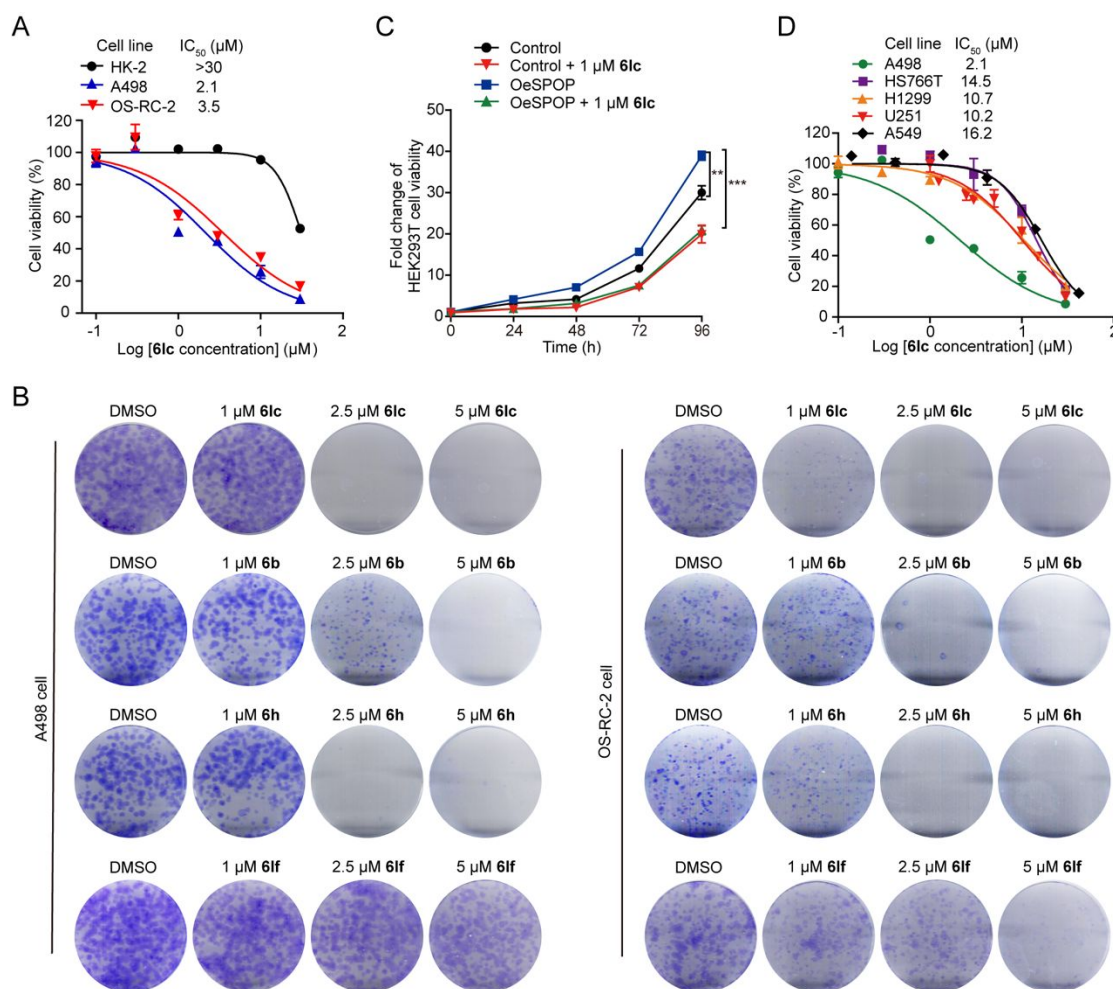 A
Cell line IC50 (µM)
HK-2 >30
A498 2.1
OS-RC-2 3.5
120
100
80
60
40
20
0
Cell viability (%)
-1 0 1 2
Log [6lc concentration] (µM)
C
Control
Control + 1 µM 6lc
OeSPOP
OeSPOP + 1 µM 6lc
50
40
30
20
10
0
Fold change of
HEK293T cell viability
**
***
0 24 48 72 96
Time (h)
D
Cell line IC50 (µM)
A498 2.1
HS766T 14.5
H1299 10.7
U251 10.2
A549 16.2
120
100
80
60
40
20
0
Cell viability (%)
-1 0 1 2
Log [6lc concentration] (µM)
B
A498 cell
DMSO 1 µM 6lc 2.5 µM 6lc 5 µM 6lc
DMSO 1 µM 6b 2.5 µM 6b 5 µM 6b
DMSO 1 µM 6h 2.5 µM 6h 5 µM 6h
DMSO 1 µM 6lf 2.5 µM 6lf 5 µM 6lf
OS-RC-2 cell
DMSO 1 µM 6lc 2.5 µM 6lc 5 µM 6lc
DMSO 1 µM 6b 2.5 µM 6b 5 µM 6b
DMSO 1 µM 6h 2.5 µM 6h 5 µM 6h
DMSO 1 µM 6lf 2.5 µM 6lf 5 µM 6lf